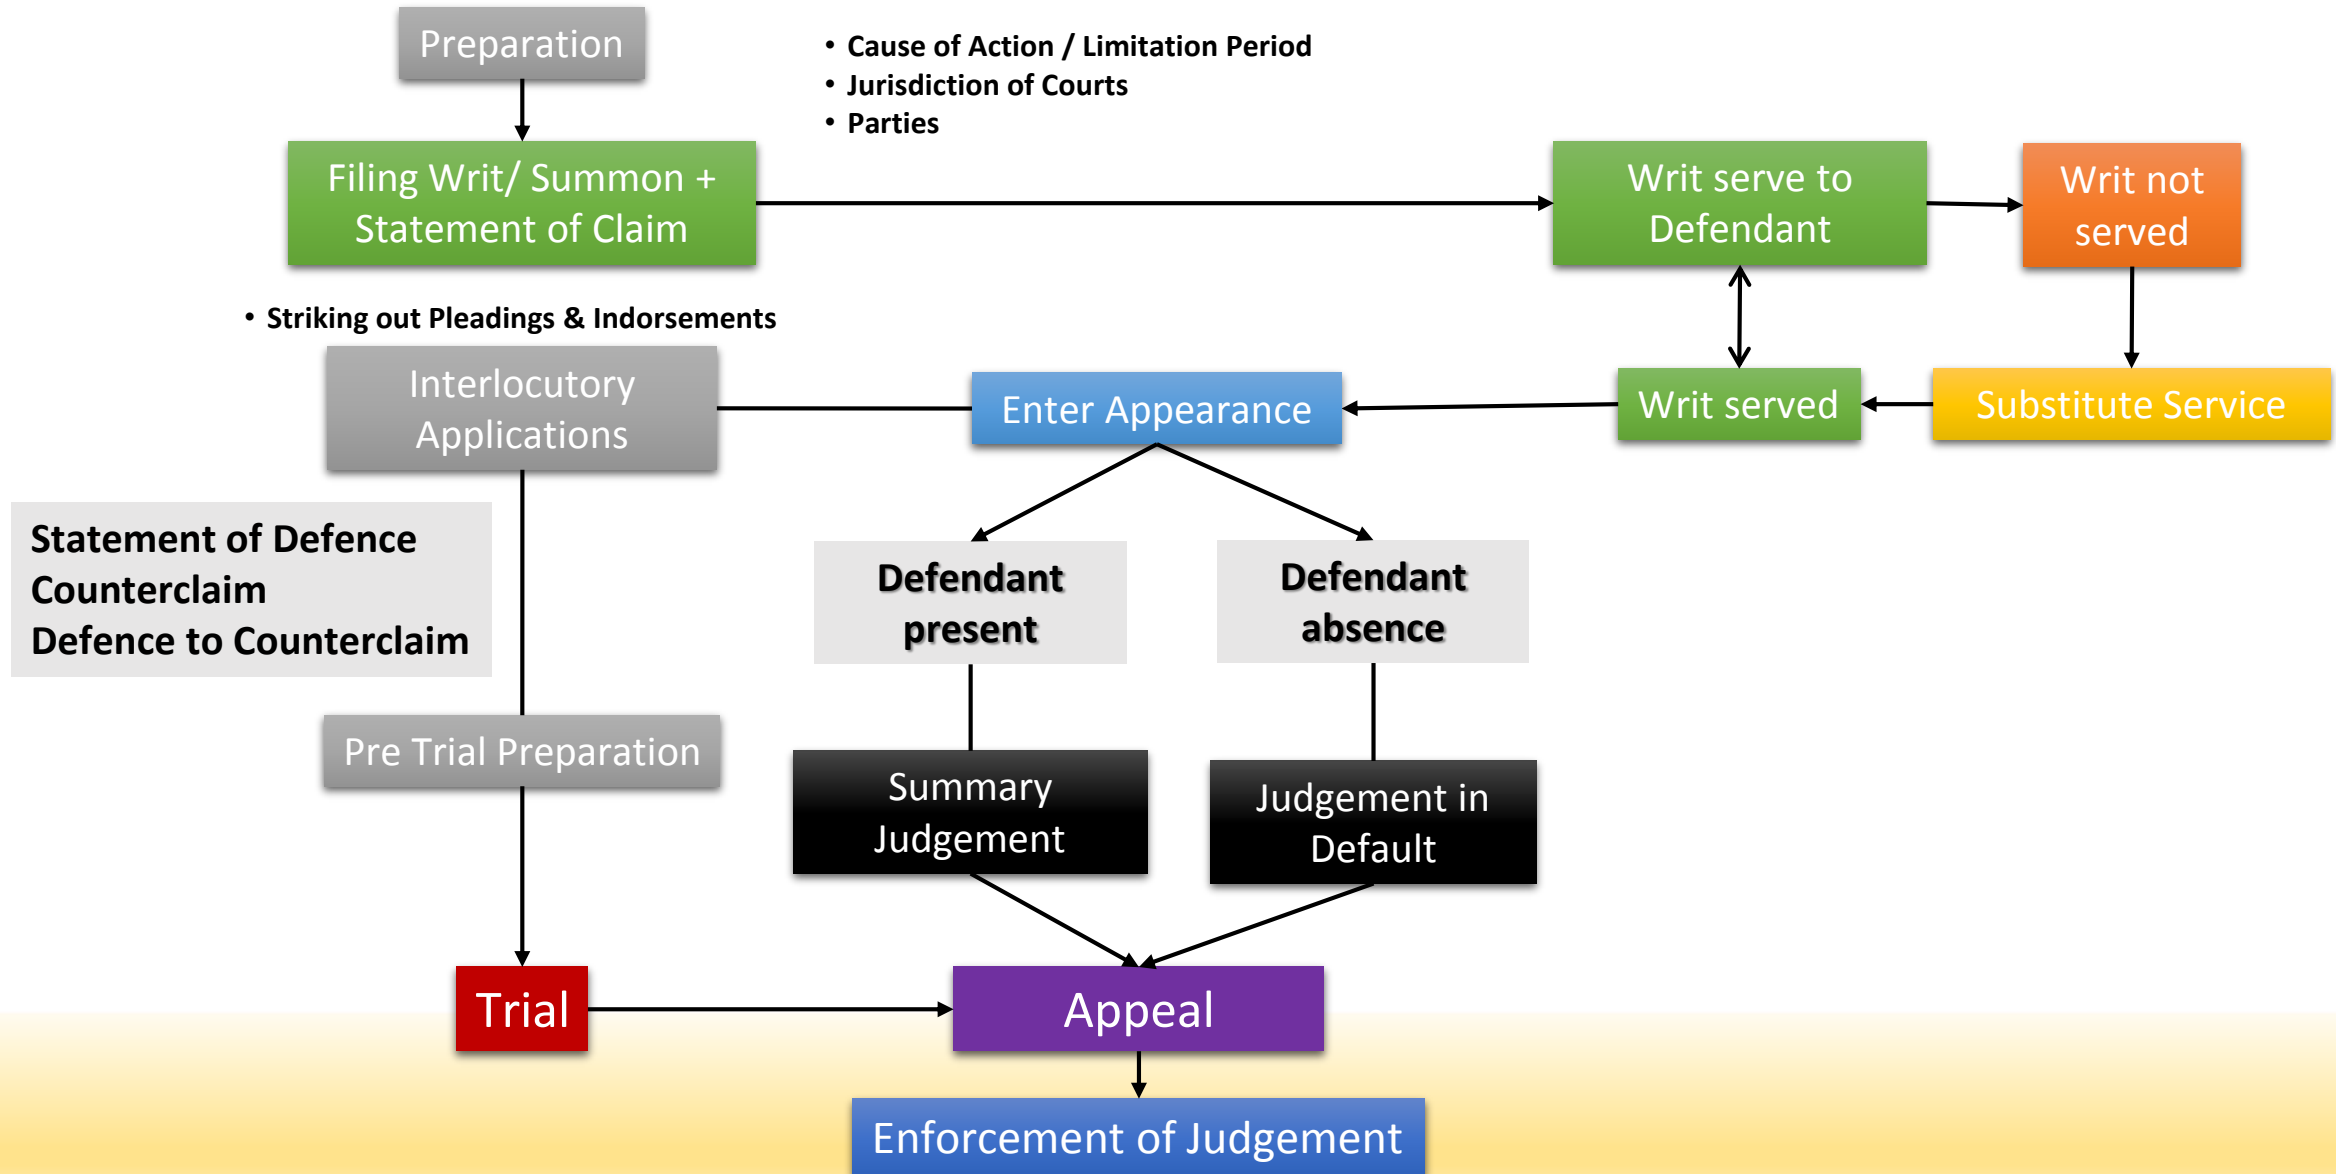 Preparation
• Cause of Action / Limitation Period
• Jurisdiction of Courts
• Parties
Filing Writ/ Summon +
Statement of Claim
Writ serve to
Defendant
Writ not
served
• Striking out Pleadings & Indorsements
Interlocutory
Applications
Enter Appearance
Writ served
Substitute Service
Statement of Defence
Counterclaim
Defence to Counterclaim
Defendant
present
Defendant
absence
Pre Trial Preparation
Summary
Judgement
Judgement in
Default
Trial
Appeal
Enforcement of Judgement